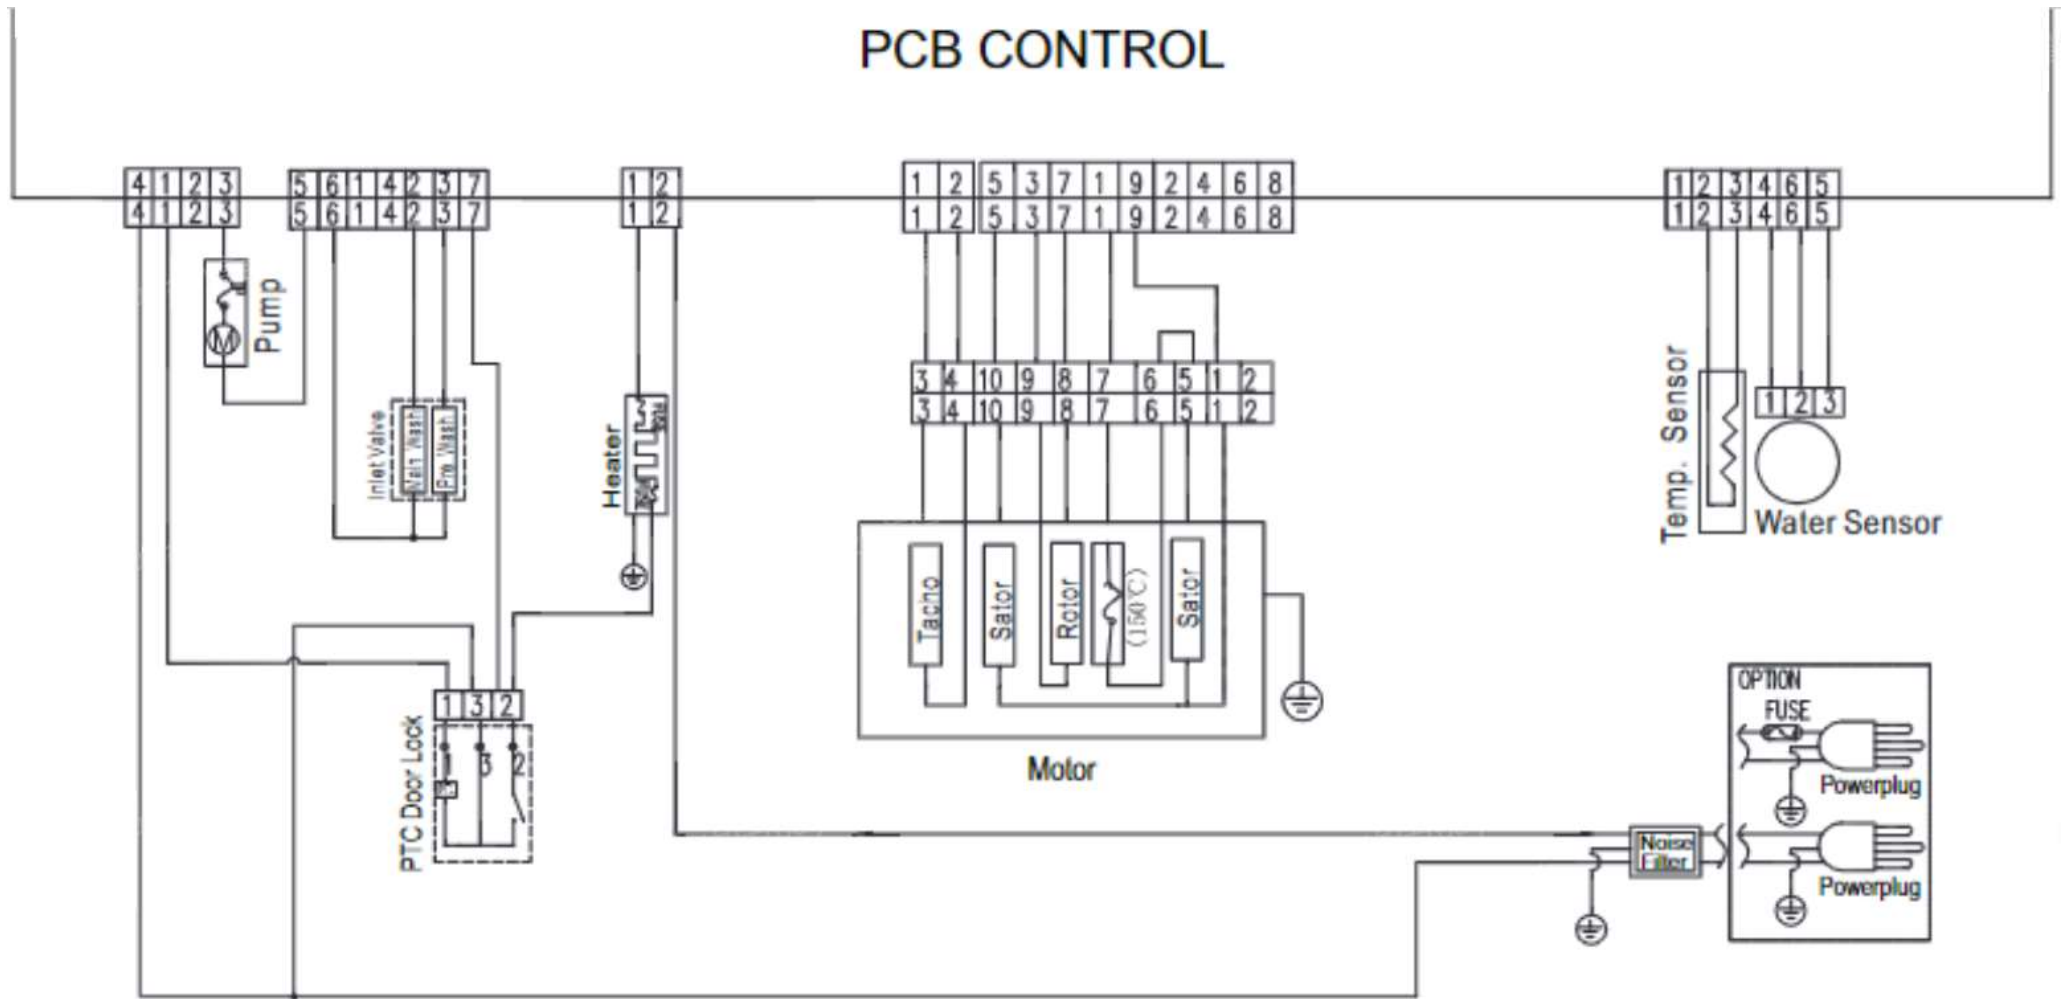 PCB CONTROL
4 1 2 3
4 1 2 3
5 6 1 4 2 3 7
5 6 1 4 2 3 7
1 2
1 2
1 2
1 2
5 3 7 1 9 2 4 6 8
5 3 7 1 9 2 4 6 8
1 2 3 4 6 5
1 2 3 4 6 5
M
Pump
Inlet Valve
Main Wash
Pre Wash
Heater
3 4 10 9 8 7 6 5 1 2
3 4 10 9 8 7 6 5 1 2
Tacho
Sator
Rotor
(150℃)
Sator
Motor
Temp. Sensor
1 2 3
Water Sensor
1 3 2
1 3 2
PTC Door Lock
OPTION
FUSE
Powerplug
Noise
Filter
Powerplug